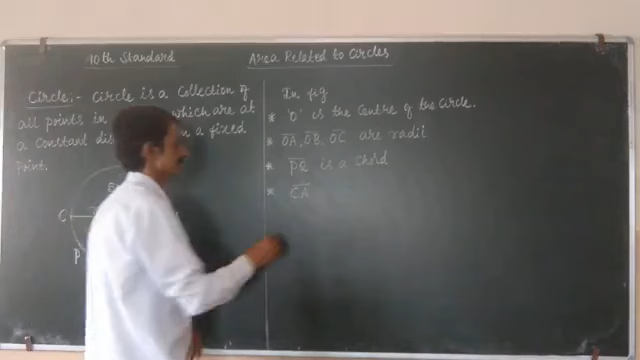 10th Standard
Area Related to Circles
Circle:- Circle is a Collection of
all points in which are at
a Constant a fixed
Point.
C
P
In fig
* 'O' is the Centre of the Circle.
* OA, OB, OC are radii
* PQ is a Chord
* CA